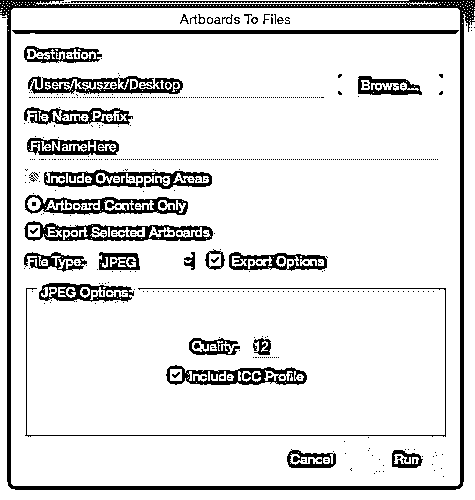 Artboards To Files
Destination:
/Users/ksuszek/Desktop
Browse...
File Name Prefix:
FileNameHere
Include Overlapping Areas
Artboard Content Only
Export Selected Artboards
File Type: JPEG Export Options
JPEG Options:
Quality: 12
Include ICC Profile
Cancel Run